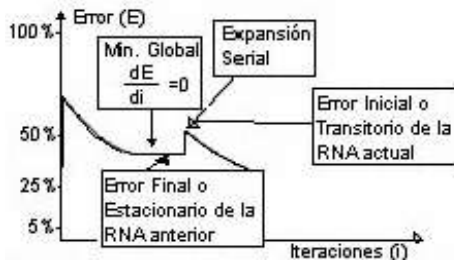 Error (E)
100%
Min. Global
dE
di
=0
Expansión
Serial
50%
Error Inicial o
Transitorio de la
RNA actual
25%
Error Final o
Estacionario de la
RNA anterior
5%
Iteraciones (i)